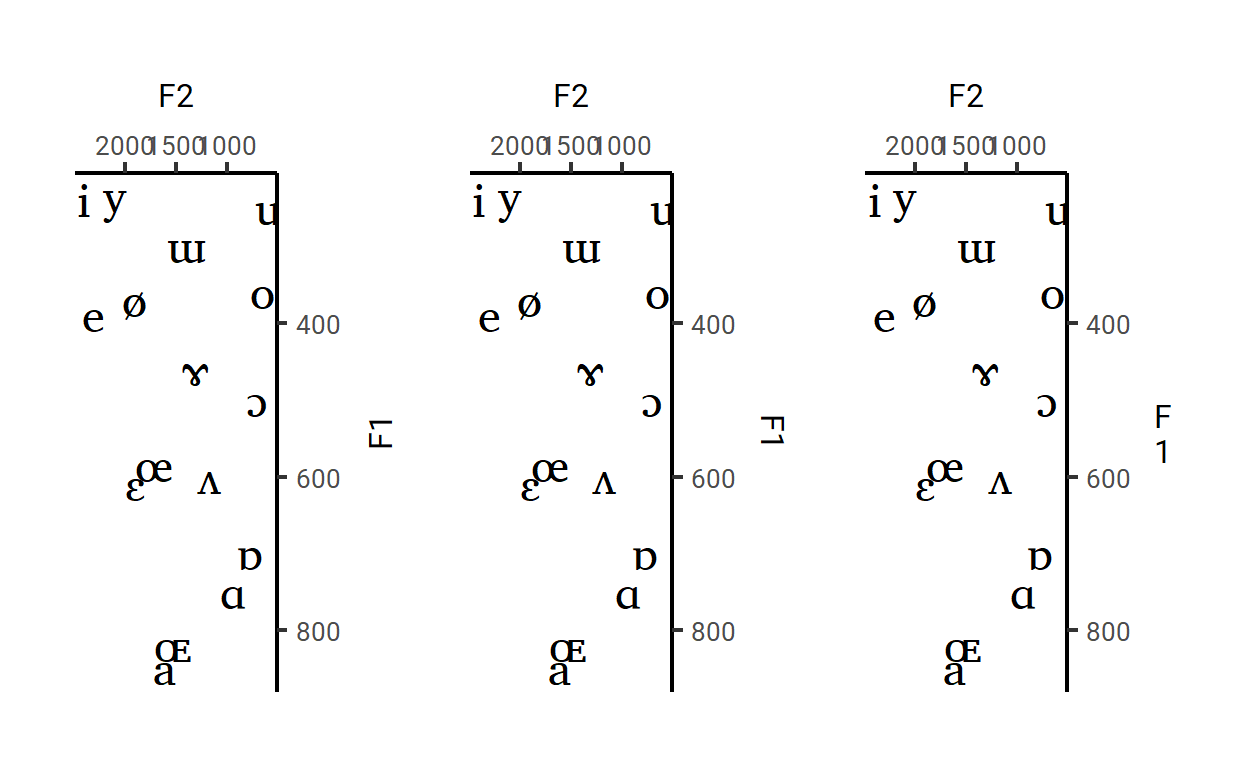 F2
2000 1500 1000
i y
u
ɯ
o
ø
e
400
ɤ
ɔ
F1
œ
ɛ ʌ
600
ɒ
ɑ
800
ɶ
a
F2
2000 1500 1000
i y
u
ɯ
o
ø
e
400
ɤ
ɔ
F1
œ
ɛ ʌ
600
ɒ
ɑ
800
ɶ
a
F2
2000 1500 1000
i y
u
ɯ
o
ø
e
400
ɤ
ɔ
F
1
œ
ɛ ʌ
600
ɒ
ɑ
800
ɶ
a